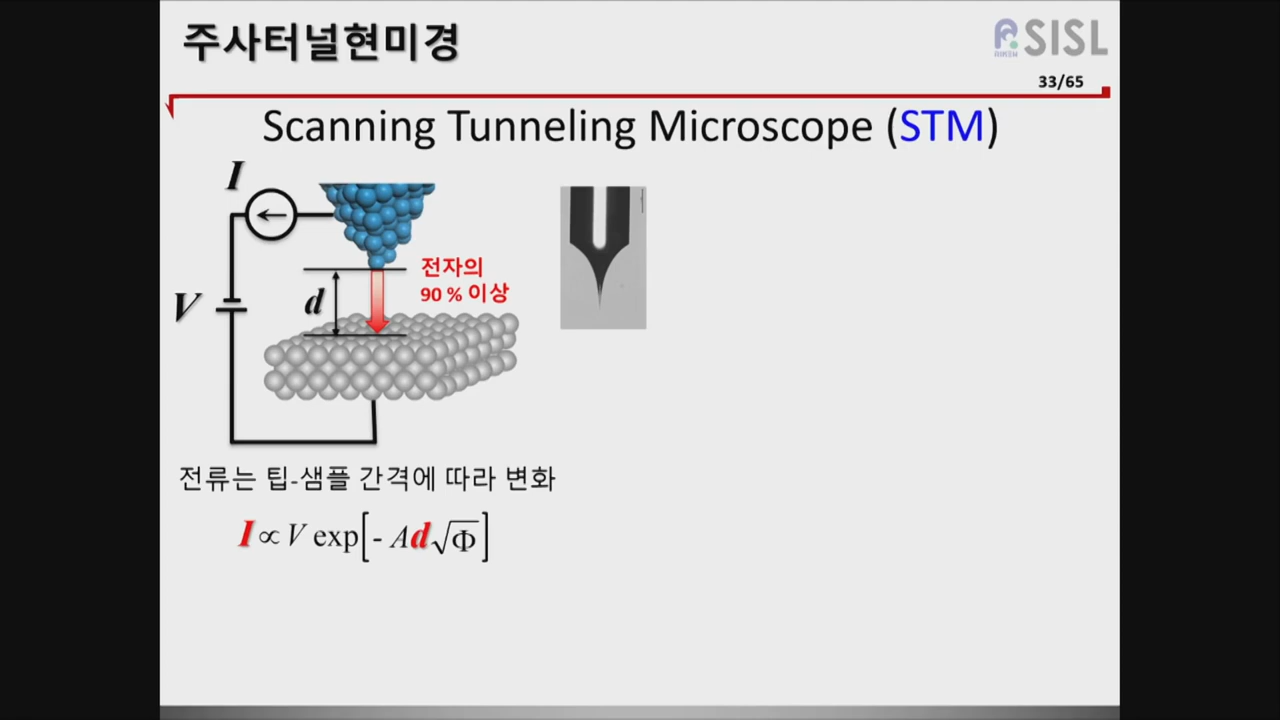 주사터널현미경
SISL
RIKEN
33/65
Scanning Tunneling Microscope (STM)
I
V
d
전자의
90 % 이상
전류는 팁-샘플 간격에 따라 변화
I ∝ V exp[- Ad√Φ]